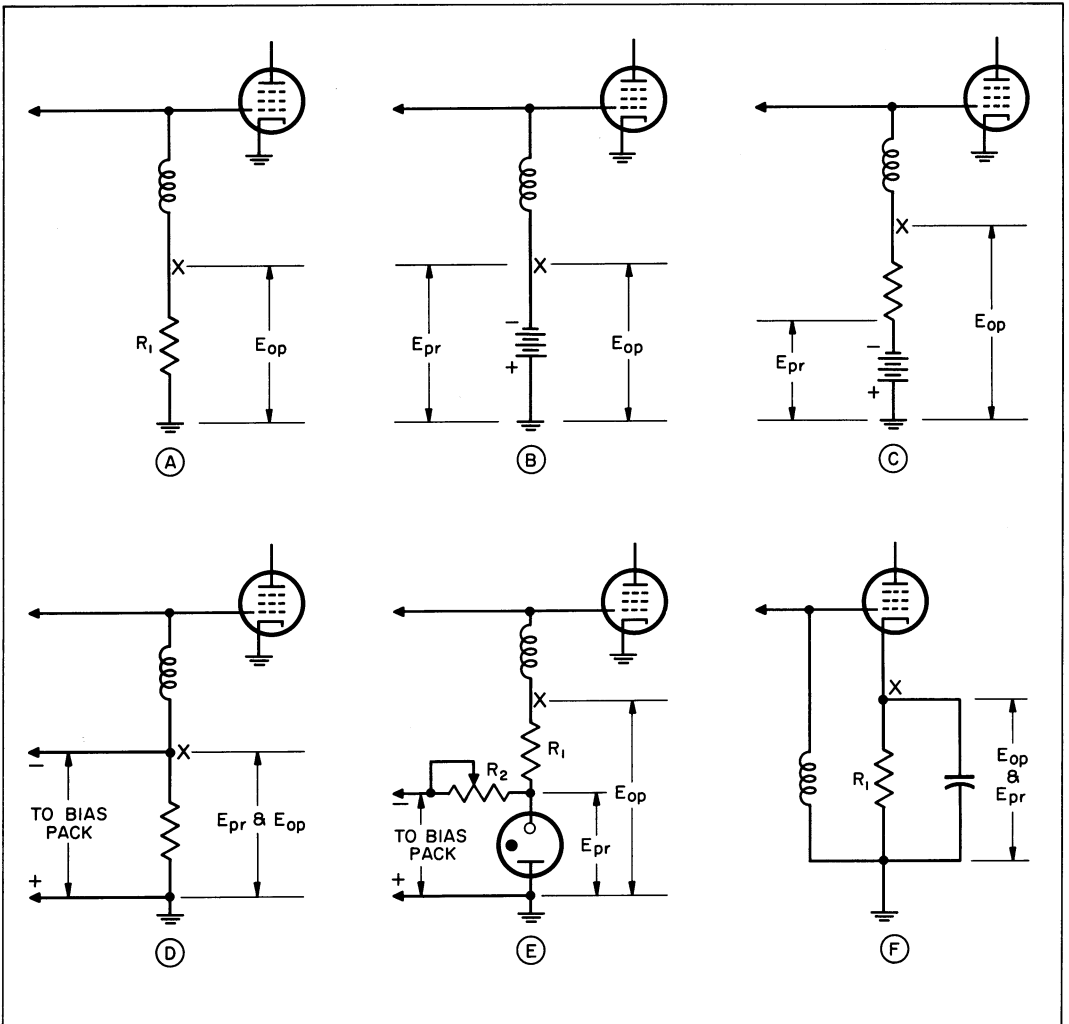 X
R1
Eop
A
X
−
+
Epr
Eop
B
X
−
+
Epr
Eop
C
X
−
TO BIAS
PACK
+
Epr & Eop
D
X
R1
R2
−
TO BIAS
PACK
+
Epr
Eop
E
X
R1
Eop
&
Epr
F